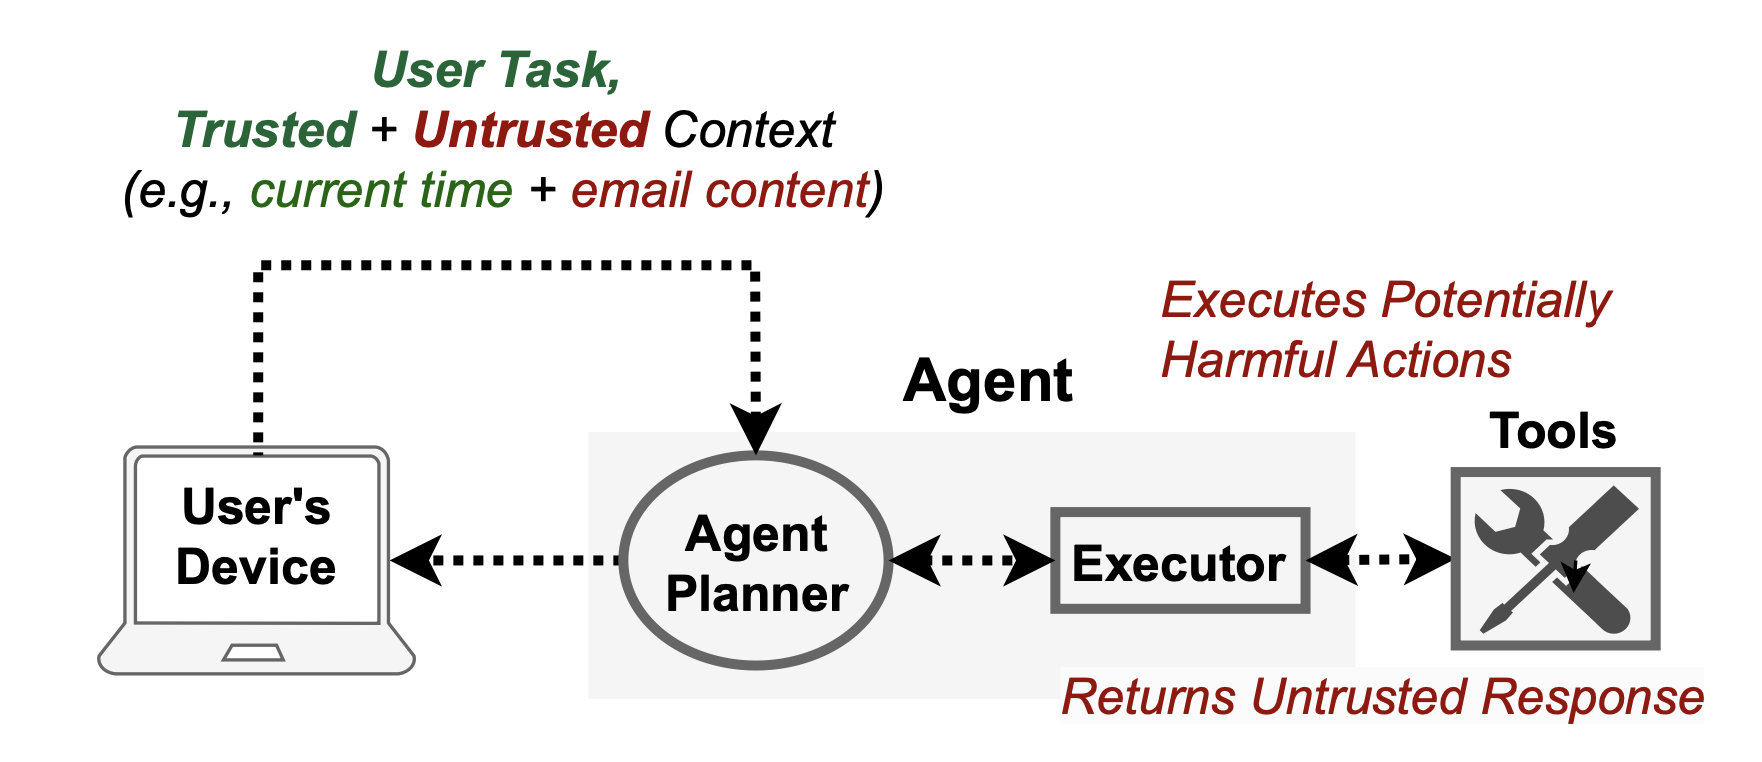 User Task,
Trusted + Untrusted Context
(e.g., current time + email content)
Executes Potentially
Harmful Actions
Agent
Tools
User's
Device
Agent
Planner
Executor
Returns Untrusted Response